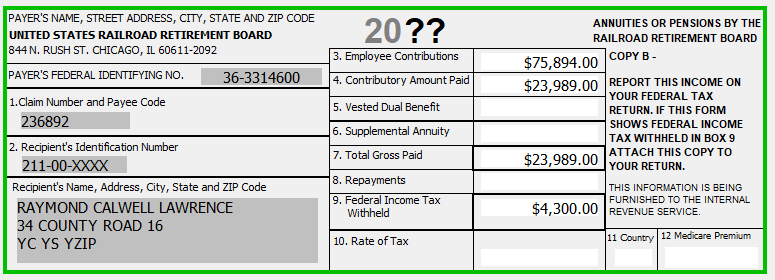 PAYER'S NAME, STREET ADDRESS, CITY, STATE AND ZIP CODE
UNITED STATES RAILROAD RETIREMENT BOARD
844 N. RUSH ST. CHICAGO, IL 60611-2092
PAYER'S FEDERAL IDENTIFYING NO. 36-3314600
1.Claim Number and Payee Code
236892
2. Recipient's Identification Number
211-00-XXXX
Recipient's Name, Address, City, State and ZIP Code
RAYMOND CALWELL LAWRENCE
34 COUNTY ROAD 16
YC YS YZIP
20??
3. Employee Contributions $75,894.00
4. Contributory Amount Paid $23,989.00
5. Vested Dual Benefit
6. Supplemental Annuity
7. Total Gross Paid $23,989.00
8. Repayments
9. Federal Income Tax
Withheld $4,300.00
10. Rate of Tax
ANNUITIES OR PENSIONS BY THE
RAILROAD RETIREMENT BOARD
COPY B -
REPORT THIS INCOME ON
YOUR FEDERAL TAX
RETURN. IF THIS FORM
SHOWS FEDERAL INCOME
TAX WITHHELD IN BOX 9
ATTACH THIS COPY TO
YOUR RETURN.
THIS INFORMATION IS BEING
FURNISHED TO THE INTERNAL
REVENUE SERVICE.
11 Country
12 Medicare Premium